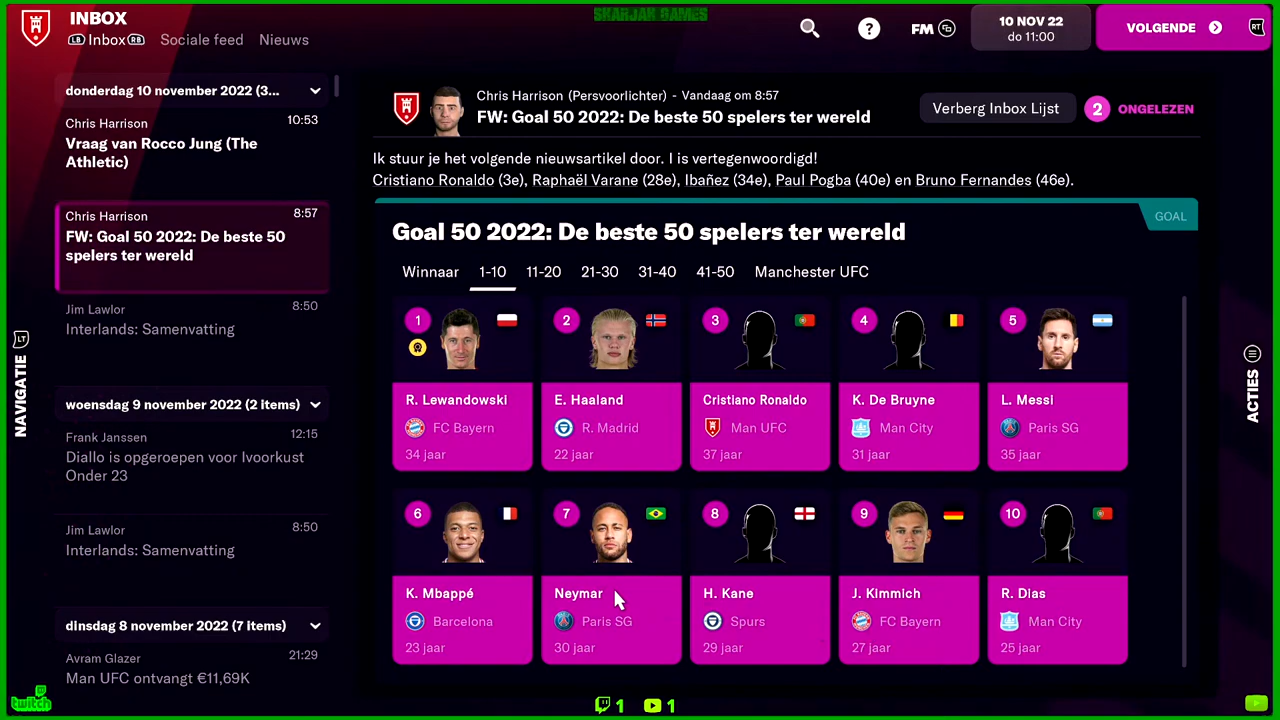 SKARJAK GAMES
INBOX
LB Inbox RB Sociale feed Nieuws
?
FM
10 NOV 22
do 11:00
VOLGENDE
RT
donderdag 10 november 2022 (3...
Chris Harrison 10:53
Vraag van Rocco Jung (The
Athletic)
Chris Harrison 8:57
FW: Goal 50 2022: De beste 50
spelers ter wereld
Jim Lawlor 8:50
Interlands: Samenvatting
woensdag 9 november 2022 (2 items)
Frank Janssen 12:15
Diallo is opgeroepen voor Ivoorkust
Onder 23
Jim Lawlor 8:50
Interlands: Samenvatting
dinsdag 8 november 2022 (7 items)
Avram Glazer 21:29
Man UFC ontvangt €11,69K
LT
NAVIGATIE
Chris Harrison (Persvoorlichter) - Vandaag om 8:57
FW: Goal 50 2022: De beste 50 spelers ter wereld
Verberg Inbox Lijst
2 ONGELEZEN
Ik stuur je het volgende nieuwsartikel door. I is vertegenwoordigd!
Cristiano Ronaldo (3e), Raphaël Varane (28e), Ibañez (34e), Paul Pogba (40e) en Bruno Fernandes (46e).
GOAL
Goal 50 2022: De beste 50 spelers ter wereld
Winnaar 1-10 11-20 21-30 31-40 41-50 Manchester UFC
1 2 3 4 5
R. Lewandowski E. Haaland Cristiano Ronaldo K. De Bruyne L. Messi
FC Bayern R. Madrid Man UFC Man City Paris SG
34 jaar 22 jaar 37 jaar 31 jaar 35 jaar
6 7 8 9 10
K. Mbappé Neymar H. Kane J. Kimmich R. Dias
Barcelona Paris SG Spurs FC Bayern Man City
23 jaar 30 jaar 29 jaar 27 jaar 25 jaar
ACTIES
twitch
1 1